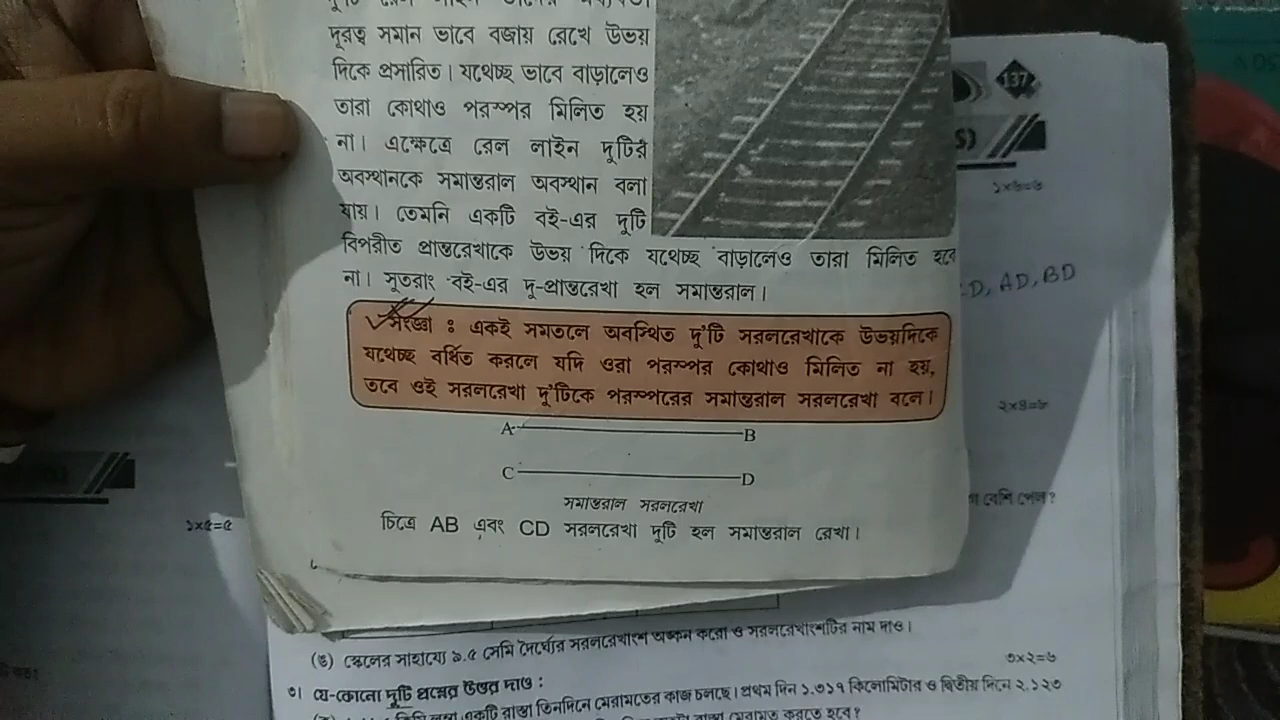 দূরত্ব সমান ভাবে বজায় রেখে উভয়
দিকে প্রসারিত। যথেচ্ছ ভাবে বাড়ালেও
তারা কোথাও পরস্পর মিলিত হয়
না। এক্ষেত্রে রেল লাইন দুটির
অবস্থানকে সমান্তরাল অবস্থান বলা
যায়। তেমনি একটি বই-এর দুটি
বিপরীত প্রান্তরেখাকে উভয় দিকে যথেচ্ছ বাড়ালেও তারা মিলিত হবে
না। সুতরাং বই-এর দু-প্রান্তরেখা হল সমান্তরাল।
সংজ্ঞা : একই সমতলে অবস্থিত দু'টি সরলরেখাকে উভয়দিকে
যথেচ্ছ বর্ধিত করলে যদি ওরা পরস্পর কোথাও মিলিত না হয়,
তবে ওই সরলরেখা দু'টিকে পরস্পরের সমান্তরাল সরলরেখা বলে।
A B
C D
সমান্তরাল সরলরেখা
চিত্রে AB এবং CD সরলরেখা দুটি হল সমান্তরাল রেখা।
137
S)
১×৬=৬
D, AD, BD
২×৪=৮
বেশি পেল?
১×৫=৫
(ঙ) স্কেলের সাহায্যে ৯.৫ সেমি দৈর্ঘ্যের সরলরেখাংশ অঙ্কন করো ও সরলরেখাংশটির নাম দাও।
৩×২=৬
৩। যে-কোনো দুটি প্রশ্নের উত্তর দাও :
একটি রাস্তা তিনদিনে মেরামতের কাজ চলছে। প্রথম দিন ১.৩১৭ কিলোমিটার ও দ্বিতীয় দিনে ২.১২৩
রাস্তা মেরামত করতে হবে?